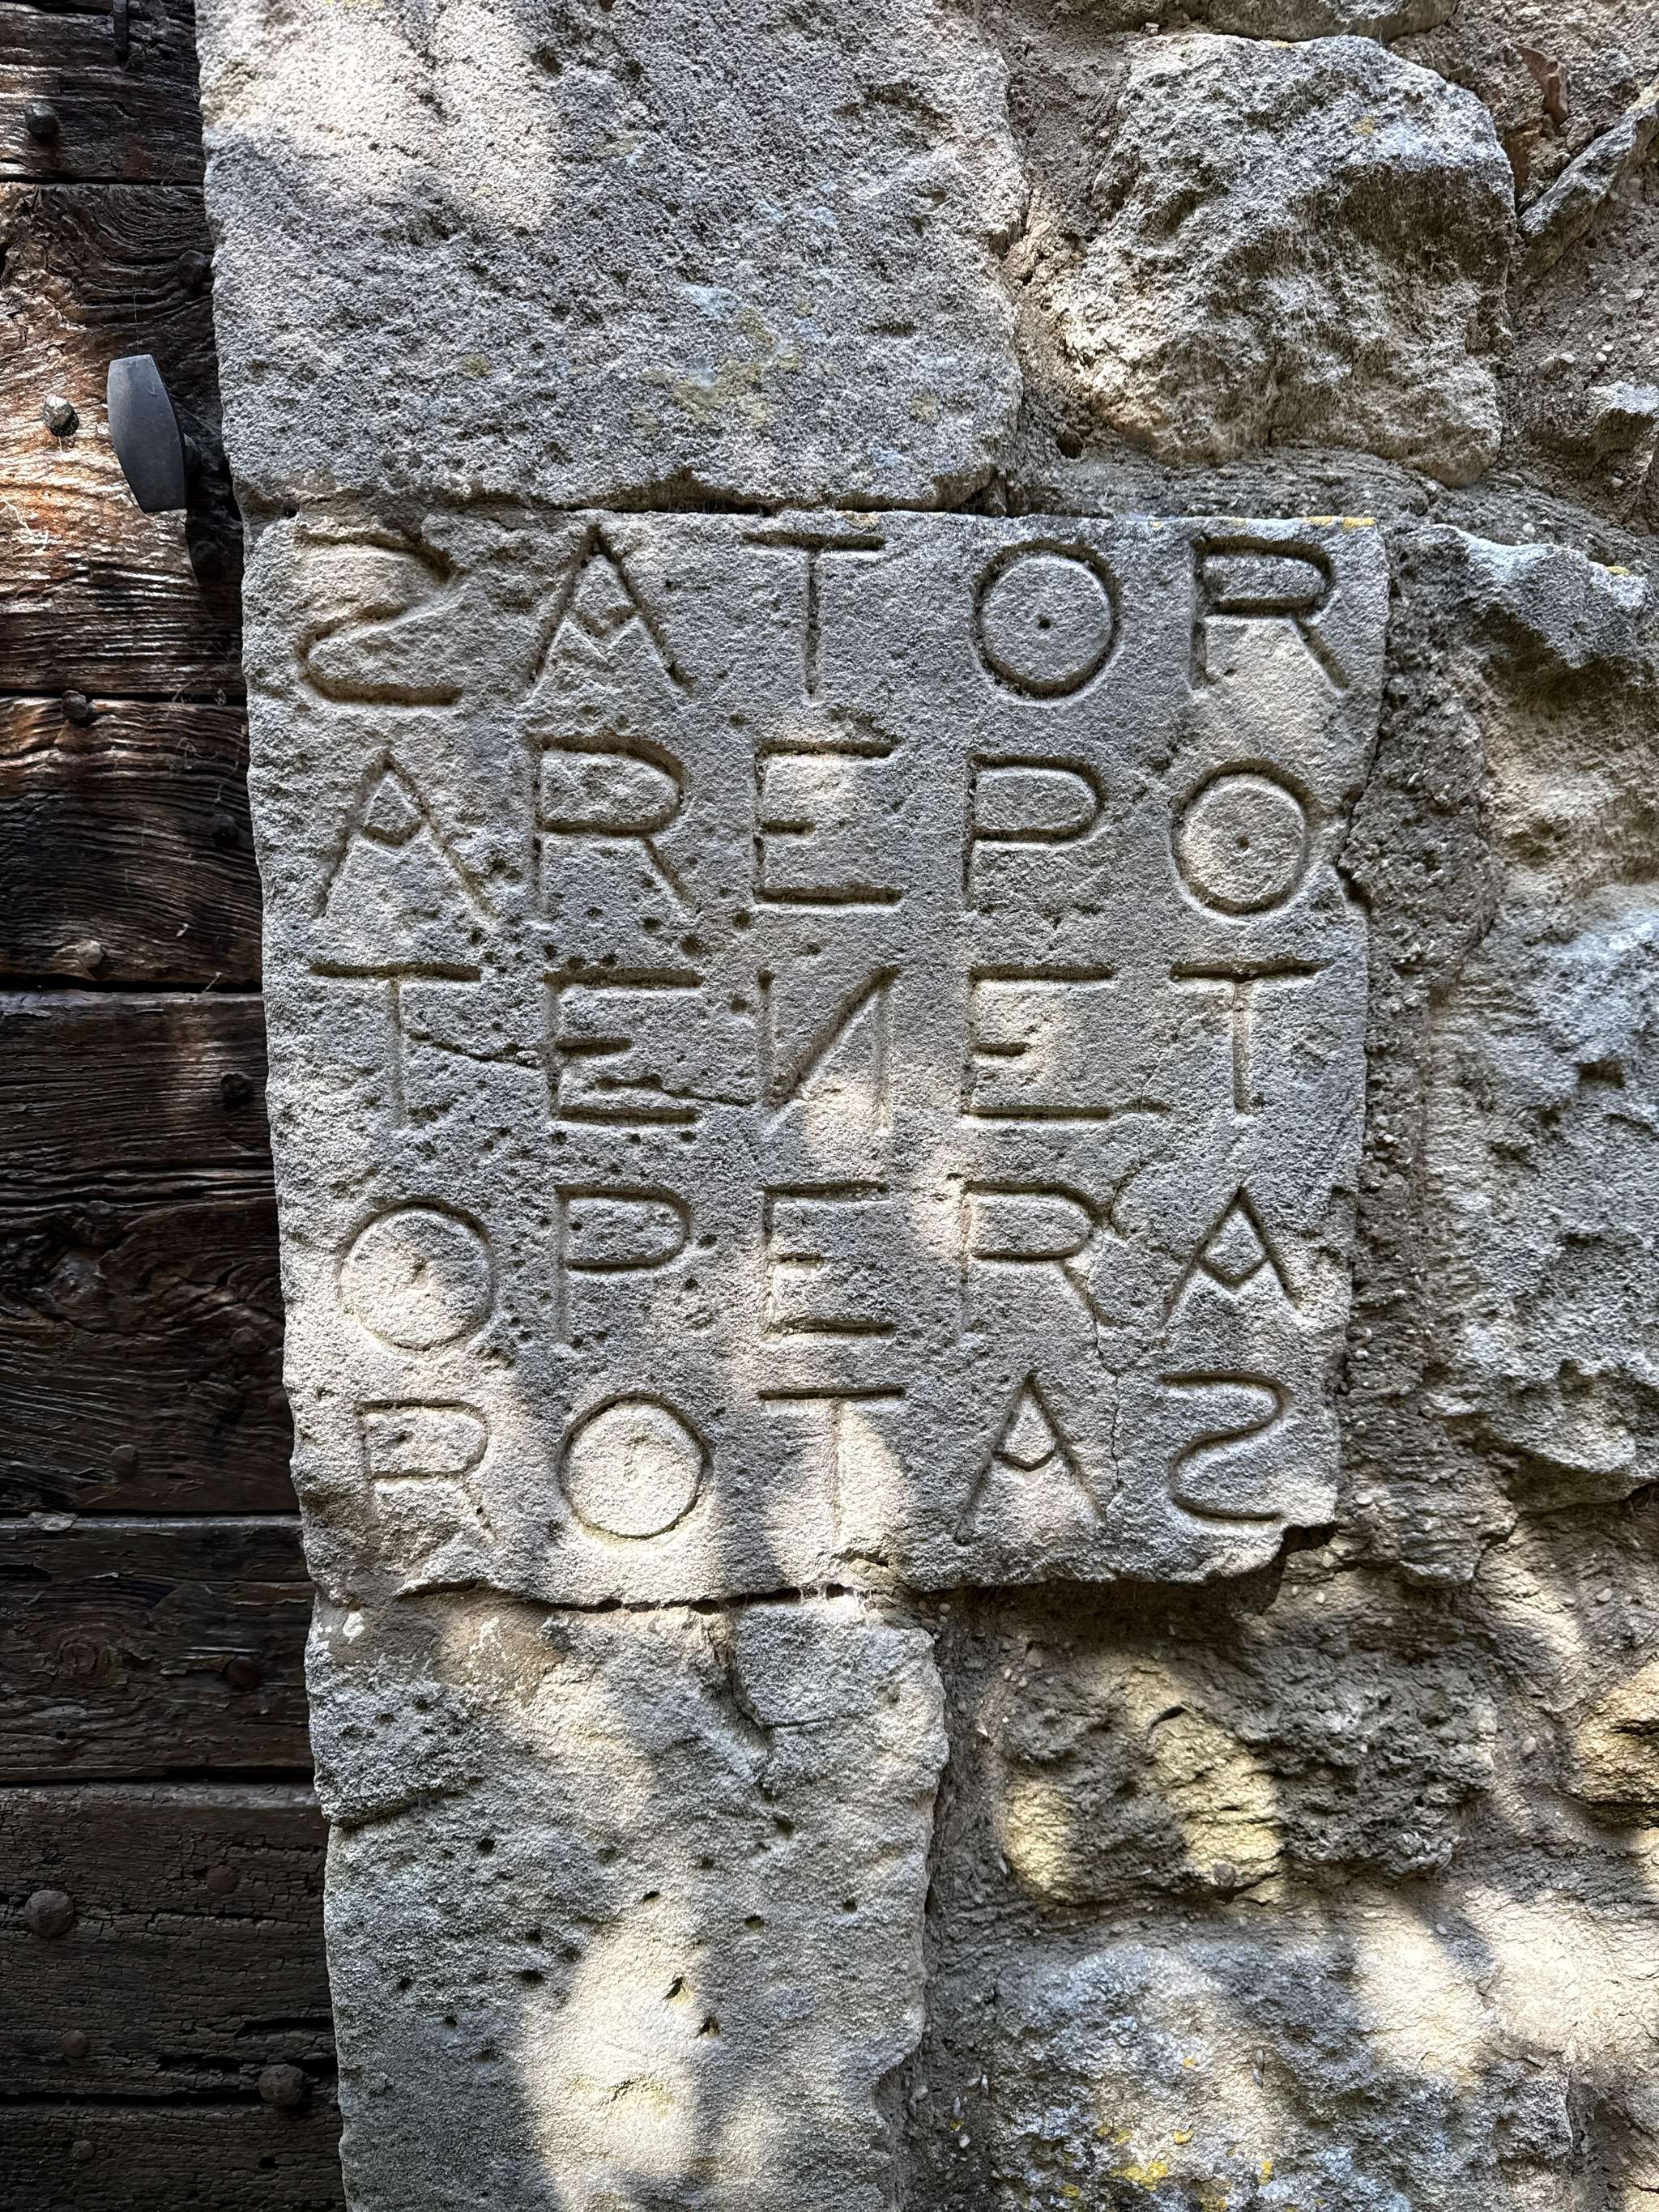 SATOR
AREPO
TENET
OPERA
ROTAS